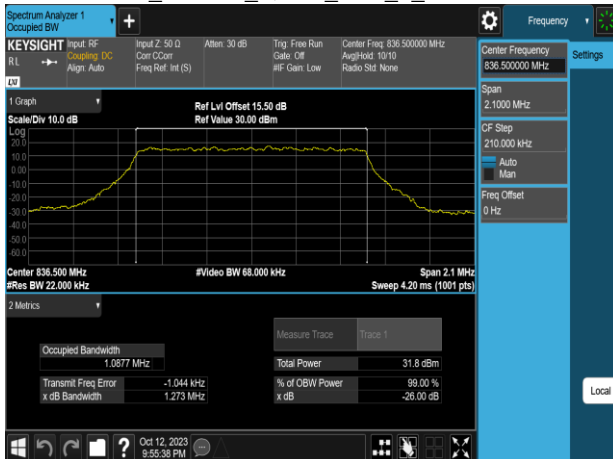 Spectrum Analyzer 1
Occupied BW
+
Frequency
KEYSIGHT
RL
LXI
Input: RF
Coupling: DC
Align: Auto
Input Z: 50 Ω
Corr CCorr
Freq Ref: Int (S)
Atten: 30 dB
Trig: Free Run
Gate: Off
#IF Gain: Low
Center Freq: 836.500000 MHz
Avg|Hold: 10/10
Radio Std: None
Center Frequency
836.500000 MHz
Settings
Span
2.1000 MHz
CF Step
210.000 kHz
Auto
Man
Freq Offset
0 Hz
1 Graph
Scale/Div 10.0 dB
Ref Lvl Offset 15.50 dB
Ref Value 30.00 dBm
Log
20.0
10.0
0.00
-10.0
-20.0
-30.0
-40.0
-50.0
-60.0
Center 836.500 MHz
#Res BW 22.000 kHz
#Video BW 68.000 kHz
Span 2.1 MHz
Sweep 4.20 ms (1001 pts)
2 Metrics
Measure Trace
Trace 1
Occupied Bandwidth
1.0877 MHz
Total Power
31.8 dBm
Transmit Freq Error
-1.044 kHz
% of OBW Power
99.00 %
x dB Bandwidth
1.273 MHz
x dB
-26.00 dB
Local
?
Oct 12, 2023
9:55:38 PM